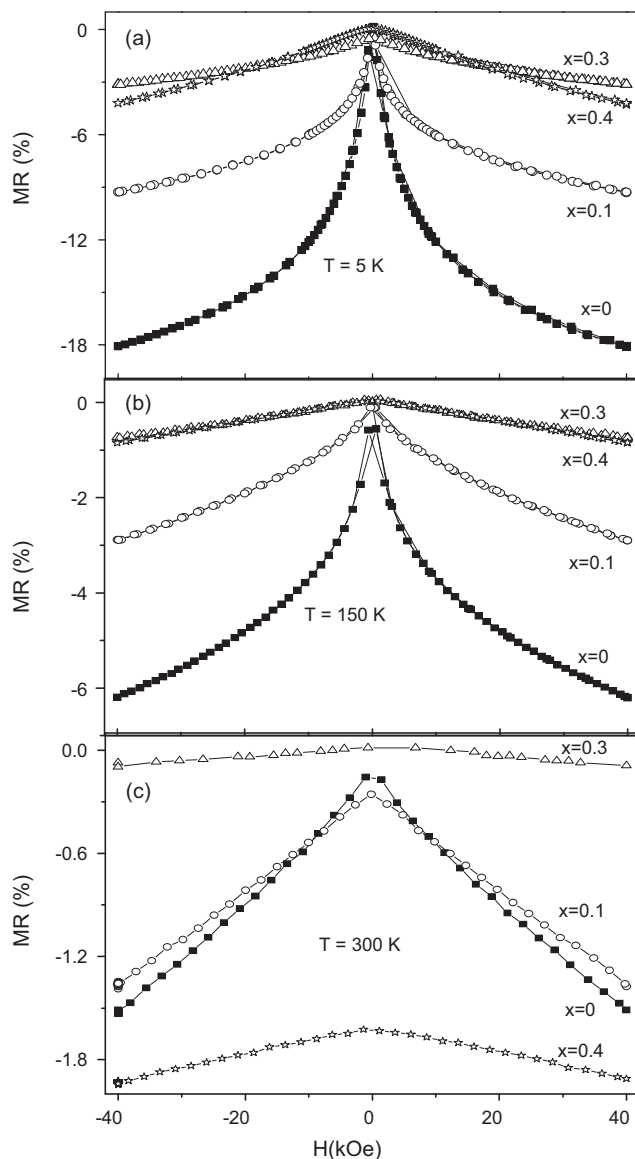 (a)
0
-6
-12
-18
MR (%)
x=0.3
x=0.4
x=0.1
x=0
T = 5 K
(b)
0
-2
-4
-6
MR (%)
x=0.3
x=0.4
x=0.1
x=0
T = 150 K
(c)
0.0
-0.6
-1.2
-1.8
MR (%)
x=0.3
x=0.1
x=0
x=0.4
T = 300 K
-40 -20 0 20 40
H(kOe)